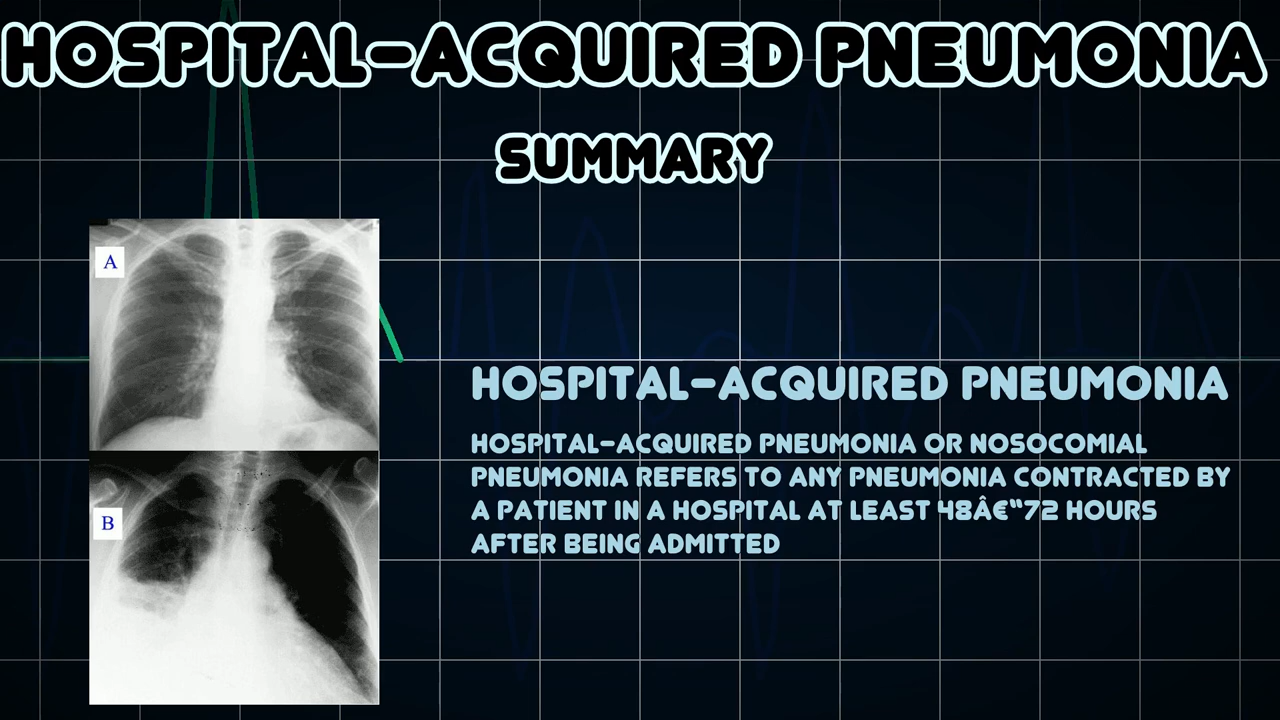 HOSPITAL-ACQUIRED PNEUMONIA
SUMMARY
A
B
HOSPITAL-ACQUIRED PNEUMONIA
HOSPITAL-ACQUIRED PNEUMONIA OR NOSOCOMIAL
PNEUMONIA REFERS TO ANY PNEUMONIA CONTRACTED BY
A PATIENT IN A HOSPITAL AT LEAST 48Â€“72 HOURS
AFTER BEING ADMITTED